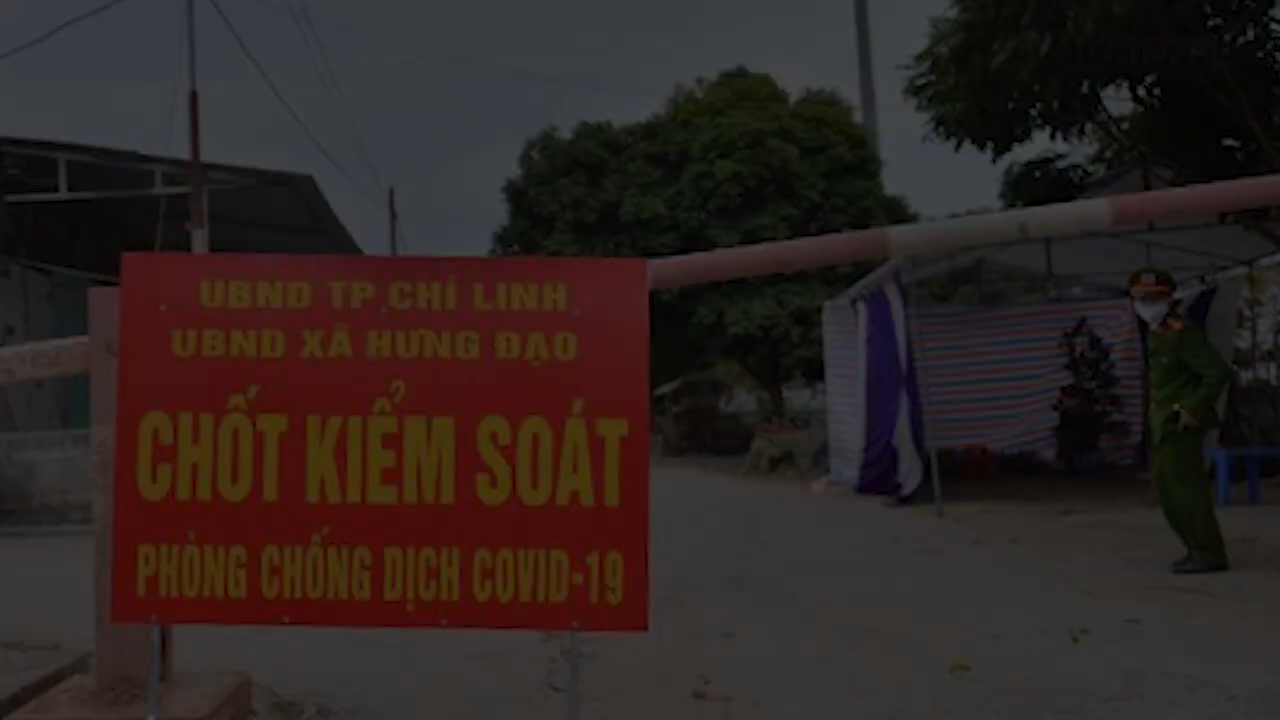 UBND TP CHÍ LINH
UBND XÃ HƯNG ĐẠO
CHỐT KIỂM SOÁT
PHÒNG CHỐNG DỊCH COVID-19